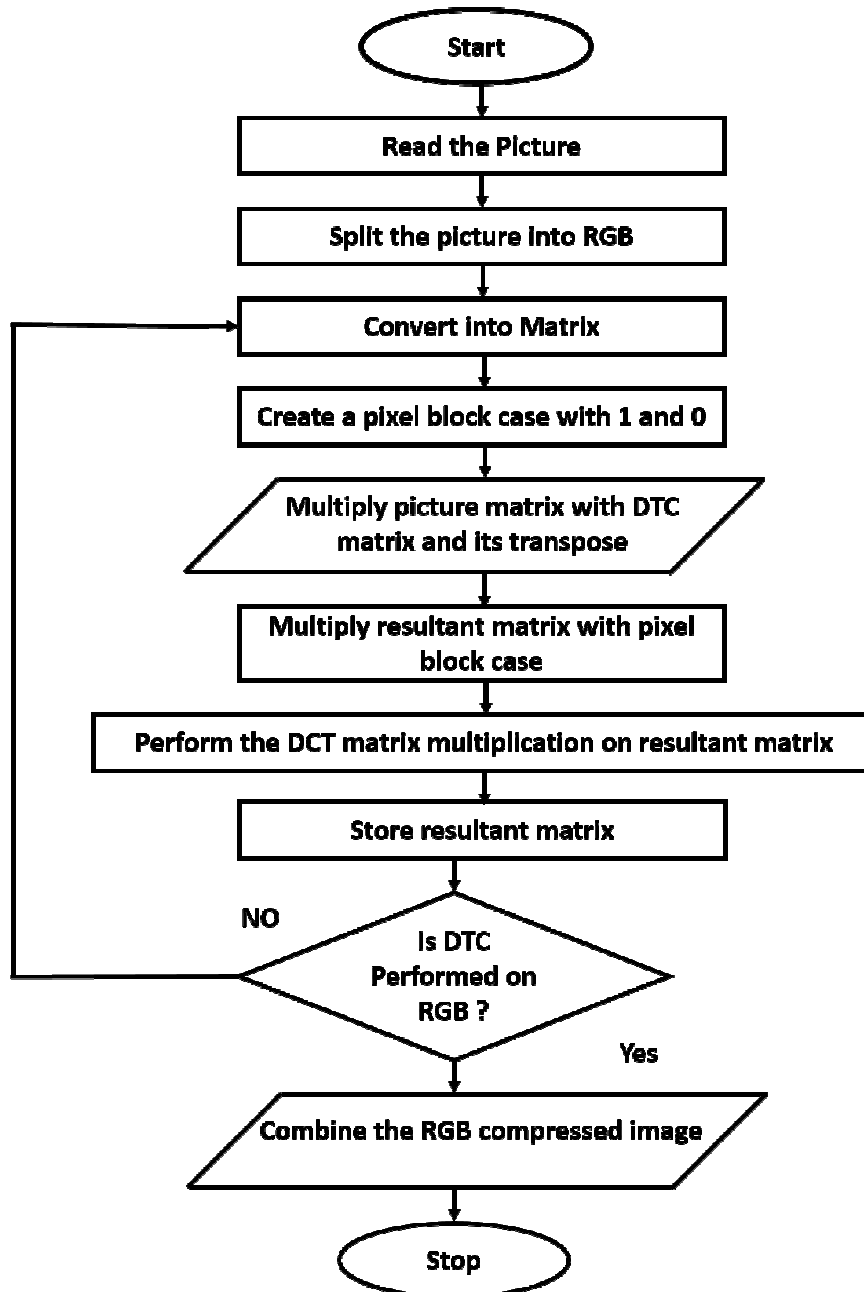 Start
Read the Picture
Split the picture into RGB
Convert into Matrix
Create a pixel block case with 1 and 0
Multiply picture matrix with DTC
matrix and its transpose
Multiply resultant matrix with pixel
block case
Perform the DCT matrix multiplication on resultant matrix
Store resultant matrix
NO
Is DTC
Performed on
RGB ?
Yes
Combine the RGB compressed image
Stop